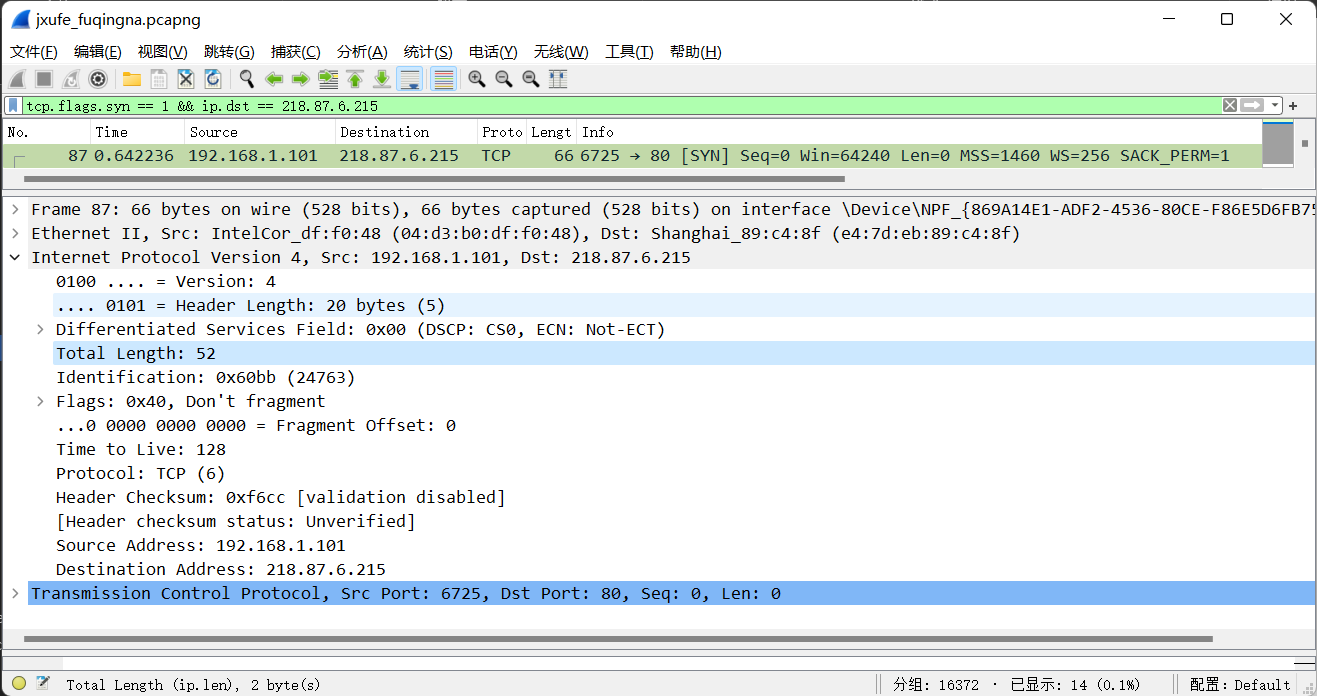 jxufe_fuqingna.pcapng
文件(F) 编辑(E) 视图(V) 跳转(G) 捕获(C) 分析(A) 统计(S) 电话(Y) 无线(W) 工具(T) 帮助(H)
tcp.flags.syn == 1 && ip.dst == 218.87.6.215
No. Time Source Destination Proto Lengt Info
87 0.642236 192.168.1.101 218.87.6.215 TCP 66 6725 → 80 [SYN] Seq=0 Win=64240 Len=0 MSS=1460 WS=256 SACK_PERM=1
Frame 87: 66 bytes on wire (528 bits), 66 bytes captured (528 bits) on interface \Device\NPF_{869A14E1-ADF2-4536-80CE-F86E5D6FB75
Ethernet II, Src: IntelCor_df:f0:48 (04:d3:b0:df:f0:48), Dst: Shanghai_89:c4:8f (e4:7d:eb:89:c4:8f)
Internet Protocol Version 4, Src: 192.168.1.101, Dst: 218.87.6.215
0100 .... = Version: 4
.... 0101 = Header Length: 20 bytes (5)
Differentiated Services Field: 0x00 (DSCP: CS0, ECN: Not-ECT)
Total Length: 52
Identification: 0x60bb (24763)
Flags: 0x40, Don't fragment
...0 0000 0000 0000 = Fragment Offset: 0
Time to Live: 128
Protocol: TCP (6)
Header Checksum: 0xf6cc [validation disabled]
[Header checksum status: Unverified]
Source Address: 192.168.1.101
Destination Address: 218.87.6.215
Transmission Control Protocol, Src Port: 6725, Dst Port: 80, Seq: 0, Len: 0
Total Length (ip.len), 2 byte(s) 分组: 16372 · 已显示: 14 (0.1%) 配置: Default